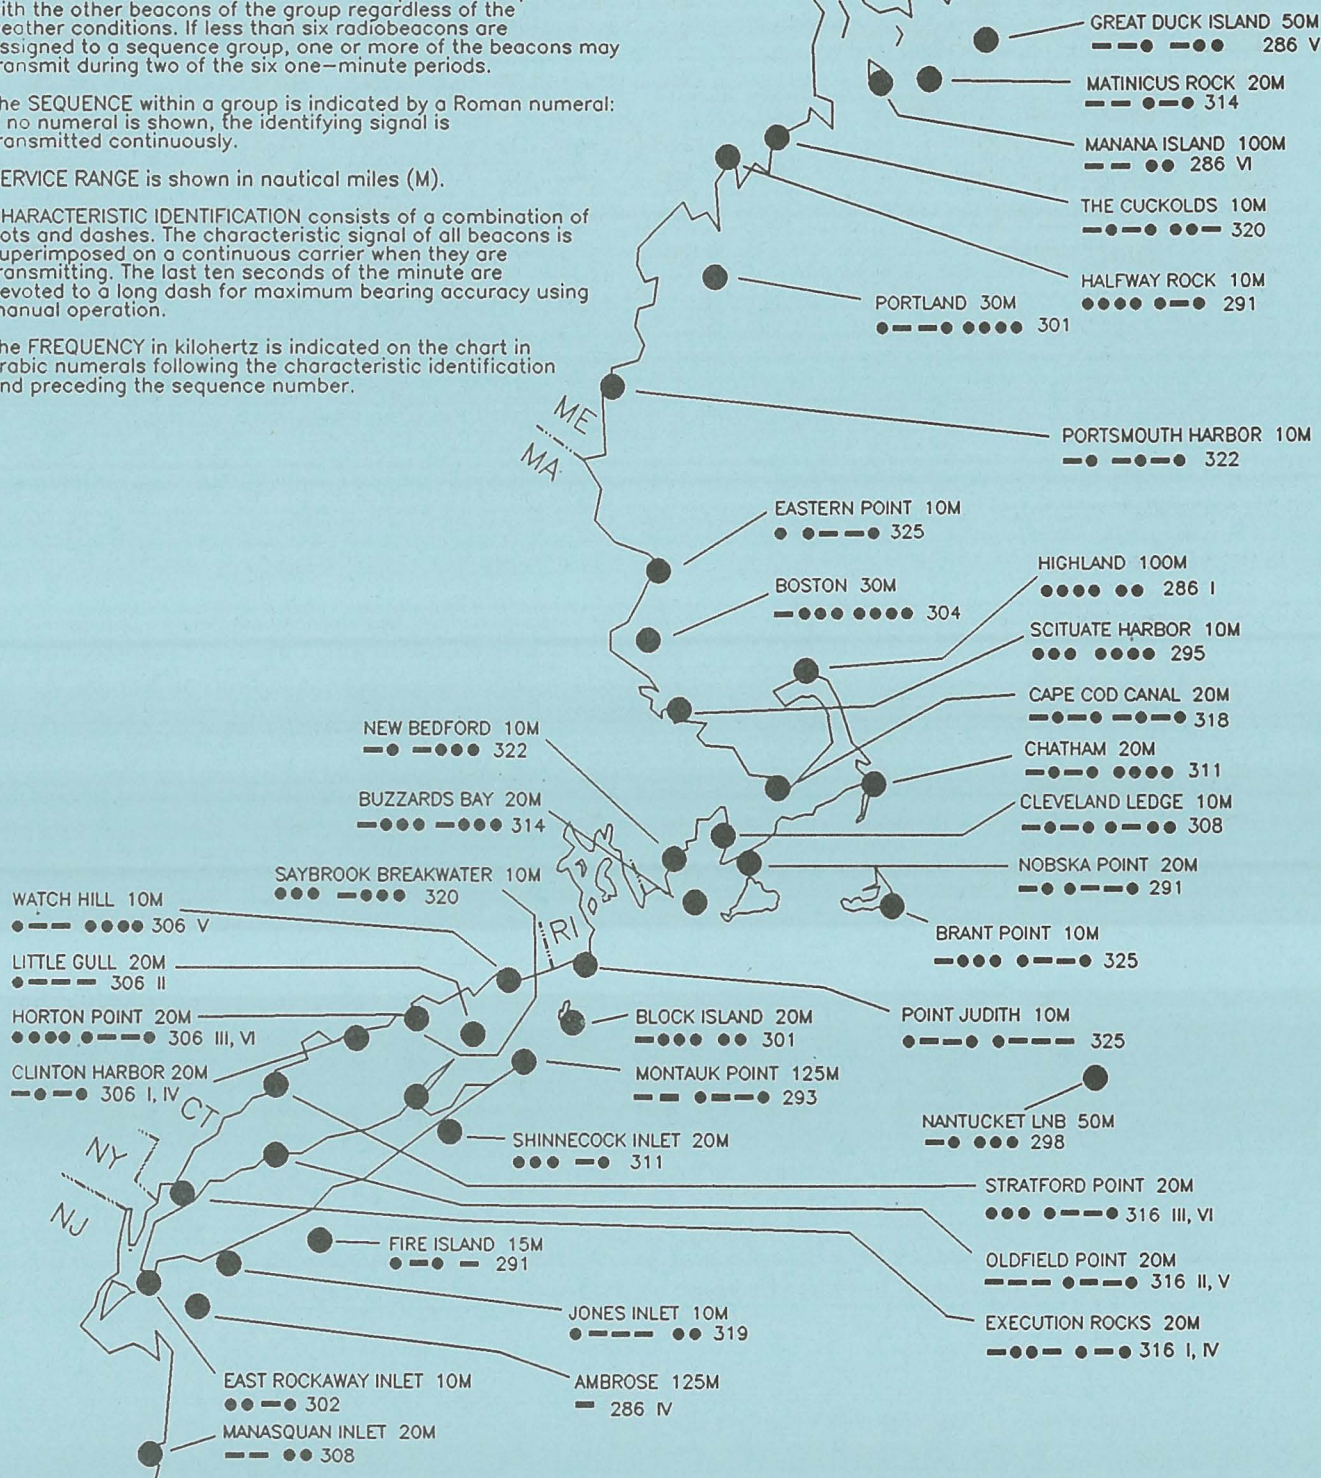 ith the other beacons of the group regardless of the
eather conditions. If less than six radiobeacons are
ssigned to a sequence group, one or more of the beacons may
ransmit during two of the six one–minute periods.
he SEQUENCE within a group is indicated by a Roman numeral:
no numeral is shown, the identifying signal is
ransmitted continuously.
ERVICE RANGE is shown in nautical miles (M).
HARACTERISTIC IDENTIFICATION consists of a combination of
ots and dashes. The characteristic signal of all beacons is
uperimposed on a continuous carrier when they are
ransmitting. The last ten seconds of the minute are
evoted to a long dash for maximum bearing accuracy using
anual operation.
he FREQUENCY in kilohertz is indicated on the chart in
rabic numerals following the characteristic identification
nd preceding the sequence number.
GREAT DUCK ISLAND 50M
––• –•• 286 V
MATINICUS ROCK 20M
–– •–• 314
MANANA ISLAND 100M
–– •• 286 VI
THE CUCKOLDS 10M
–•–• ••– 320
HALFWAY ROCK 10M
•••• •–• 291
PORTLAND 30M
•––• •••• 301
ME
MA
PORTSMOUTH HARBOR 10M
–• –•–• 322
EASTERN POINT 10M
• •––• 325
BOSTON 30M
–••• •••• 304
HIGHLAND 100M
•••• •• 286 I
SCITUATE HARBOR 10M
••• •••• 295
CAPE COD CANAL 20M
–•–• –•–• 318
CHATHAM 20M
–•–• •••• 311
CLEVELAND LEDGE 10M
–•–• •–•• 308
NOBSKA POINT 20M
–• •––• 291
BRANT POINT 10M
–••• •––• 325
NEW BEDFORD 10M
–• –••• 322
BUZZARDS BAY 20M
–••• –••• 314
SAYBROOK BREAKWATER 10M
••• –••• 320
WATCH HILL 10M
•–– •••• 306 V
LITTLE GULL 20M
•––– 306 II
HORTON POINT 20M
•••• •––• 306 III, VI
CLINTON HARBOR 20M
–•–• 306 I, IV
RI
CT
NY
NJ
BLOCK ISLAND 20M
–••• •• 301
POINT JUDITH 10M
•––• •––– 325
MONTAUK POINT 125M
–– •––• 293
NANTUCKET LNB 50M
–• ••• 298
SHINNECOCK INLET 20M
••• –• 311
STRATFORD POINT 20M
••• •––• 316 III, VI
FIRE ISLAND 15M
•–• – 291
OLDFIELD POINT 20M
––– •––• 316 II, V
JONES INLET 10M
•––– •• 319
EXECUTION ROCKS 20M
–••– •–• 316 I, IV
EAST ROCKAWAY INLET 10M
••–• 302
AMBROSE 125M
– 286 IV
MANASQUAN INLET 20M
–– •• 308